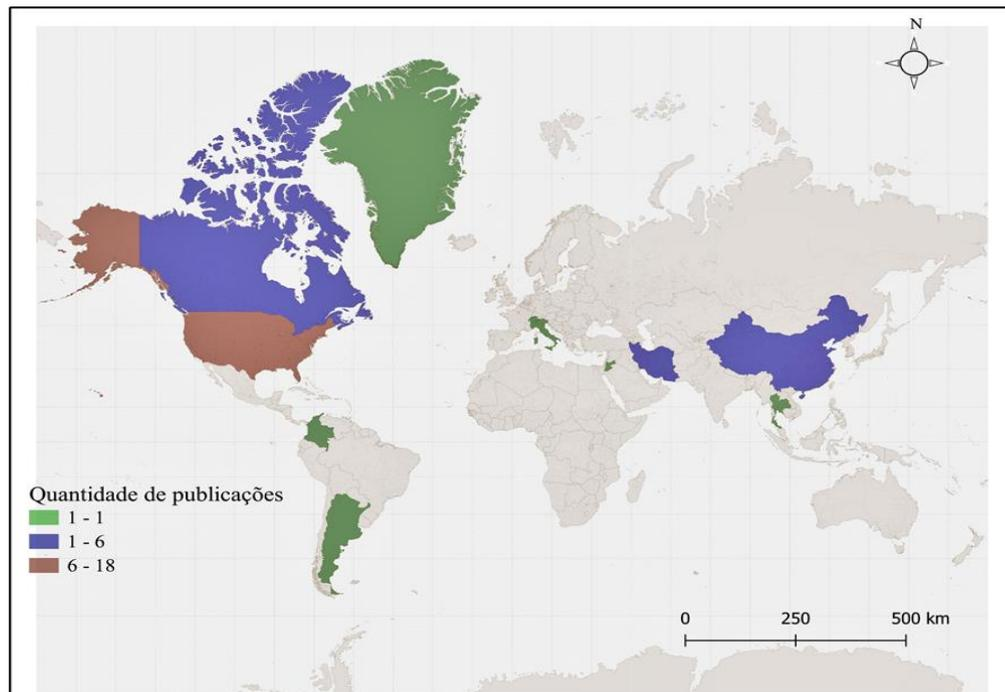 N
Quantidade de publicações
1 - 1
1 - 6
6 - 18
0 250 500 km